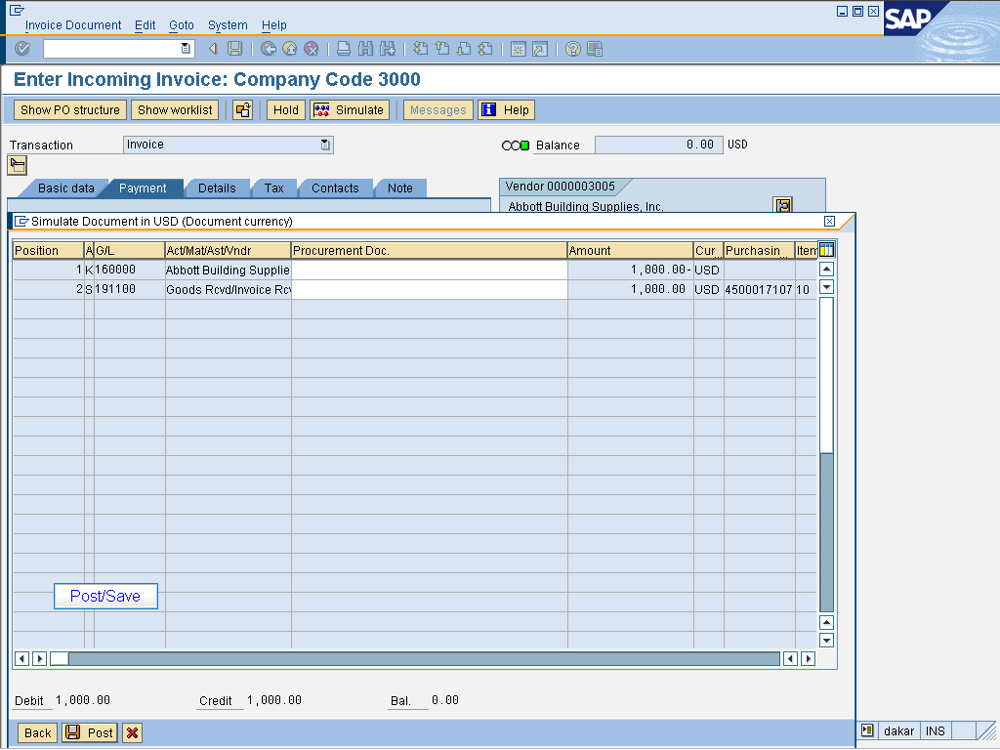 Invoice Document Edit Goto System Help
SAP
Enter Incoming Invoice: Company Code 3000
Show PO structure Show worklist Hold Simulate Messages Help
Transaction Invoice Balance 0.00 USD
Basic data Payment Details Tax Contacts Note Vendor 0000003005
Abbott Building Supplies, Inc.
Simulate Document in USD (Document currency)
Position A G/L Act/Mat/Ast/Vndr Procurement Doc. Amount Cur... Purchasin... Item
1 K 160000 Abbott Building Supplie 1,000.00- USD
2 S 191100 Goods Rcvd/Invoice Rcv 1,000.00 USD 4500017107 10
Post/Save
Debit 1,000.00 Credit 1,000.00 Bal. 0.00
Back Post dakar INS